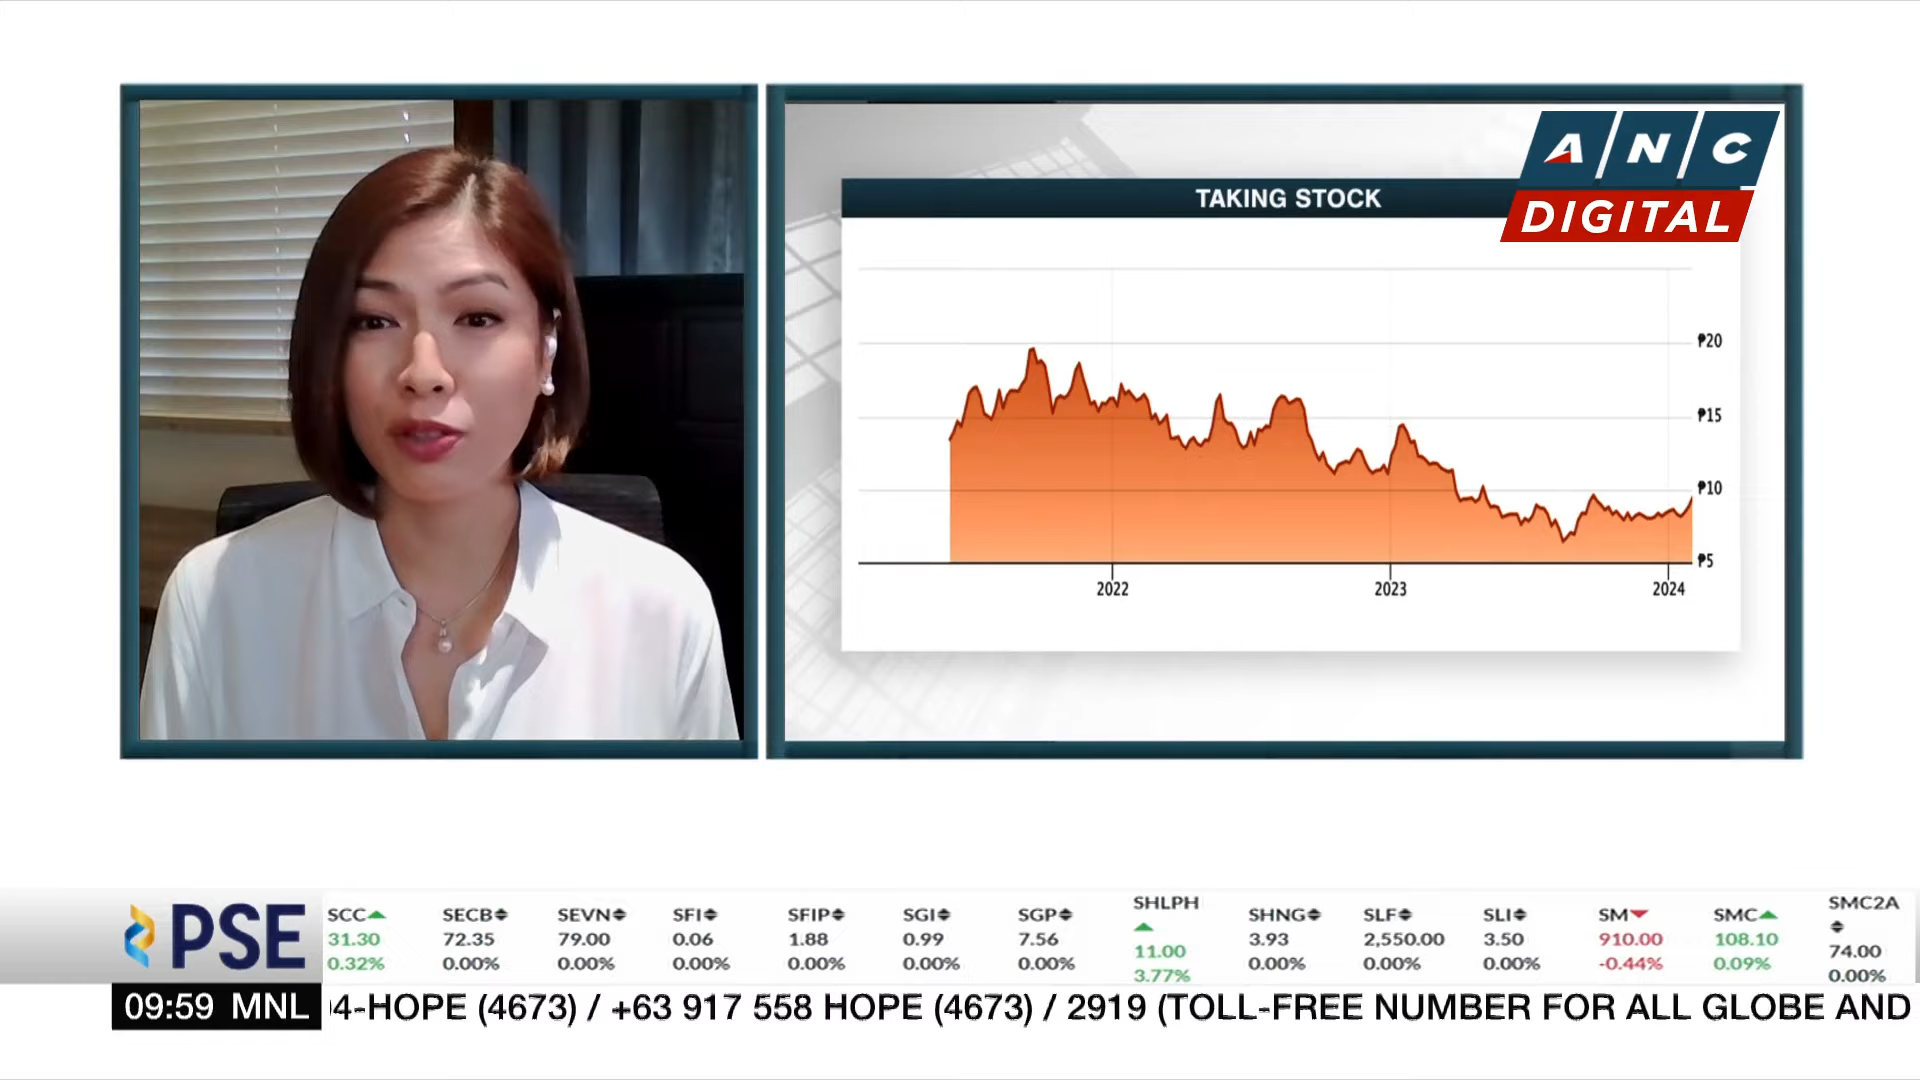 ANC
DIGITAL
TAKING STOCK
₱20
₱15
₱10
₱5
2022 2023 2024
PSE
SCC SECB SEVN SFI SFIP SGI SGP SHLPH SHNG SLF SLI SM SMC SMC2A
31.30 72.35 79.00 0.06 1.88 0.99 7.56 11.00 3.93 2,550.00 3.50 910.00 108.10 74.00
0.32% 0.00% 0.00% 0.00% 0.00% 0.00% 0.00% 3.77% 0.00% 0.00% 0.00% -0.44% 0.09% 0.00%
09:59 MNL
4-HOPE (4673) / +63 917 558 HOPE (4673) / 2919 (TOLL-FREE NUMBER FOR ALL GLOBE AND